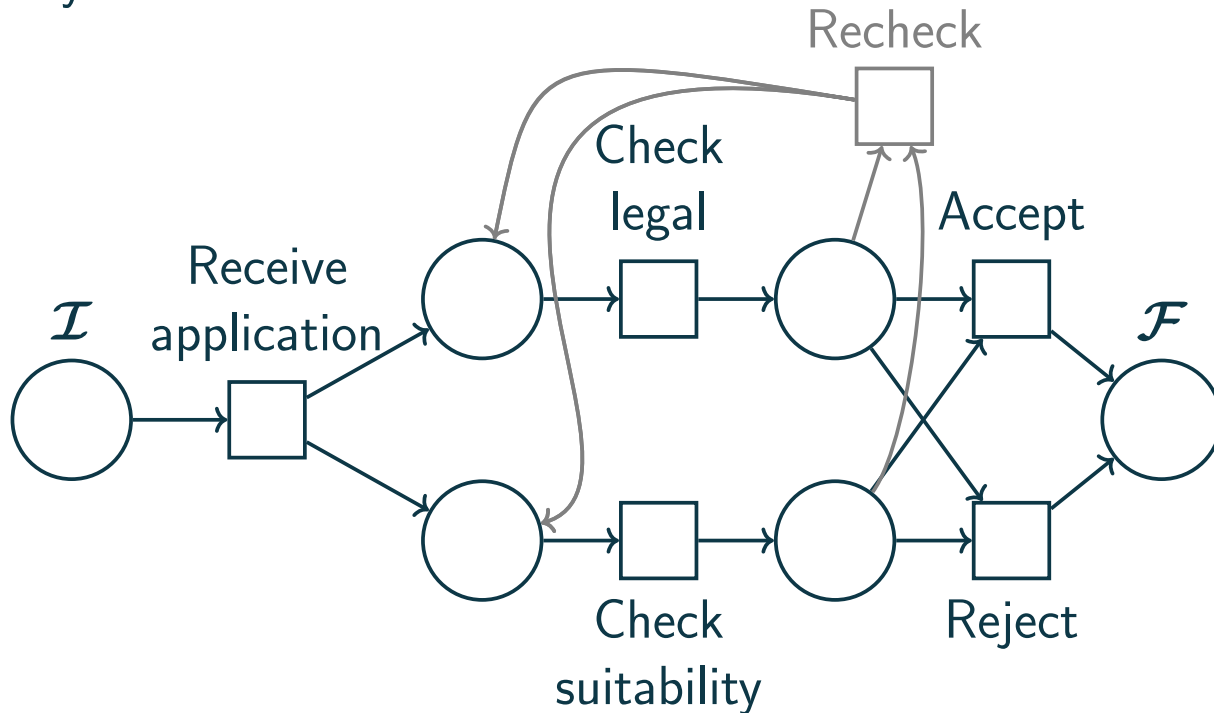 y
Recheck
Check
legal
Accept
Receive
application
ℐ
ℱ
Check
suitability
Reject